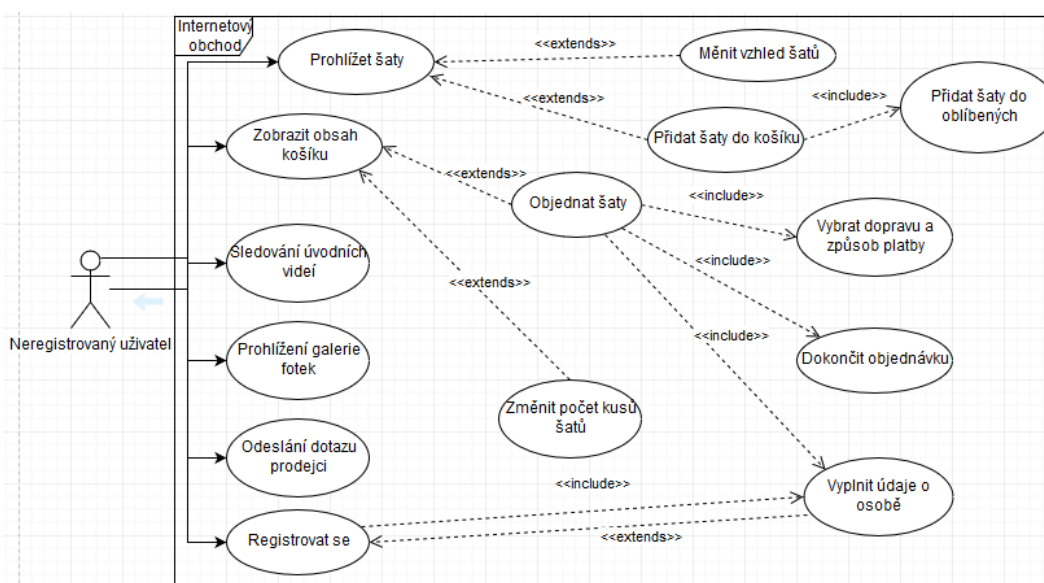 Internetový
obchod
Prohlížet šaty
<<extends>>
Měnit vzhled šatů
<<extends>>
<<include>>
Přidat šaty do
oblíbených
Přidat šaty do košíku
Zobrazit obsah
košíku
<<extends>>
Objednat šaty
<<include>>
Vybrat dopravu a
způsob platby
Sledování úvodních
videí
<<include>>
<<extends>>
Neregistrovaný uživatel
Prohlížení galerie
fotek
<<include>>
Dokončit objednávku
Změnit počet kusů
šatů
Odeslání dotazu
prodejci
<<include>>
Vyplnit údaje o
osobě
Registrovat se
<<extends>>